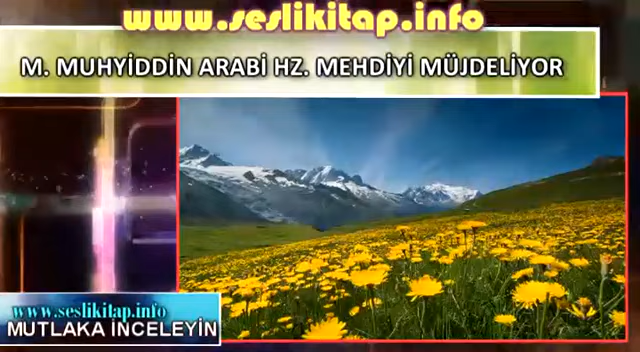 www.seslikitap.info
M. MUHYİDDİN ARABİ HZ. MEHDİYİ MÜJDELİYOR
www.seslikitap.info
MUTLAKA İNCELEYİN